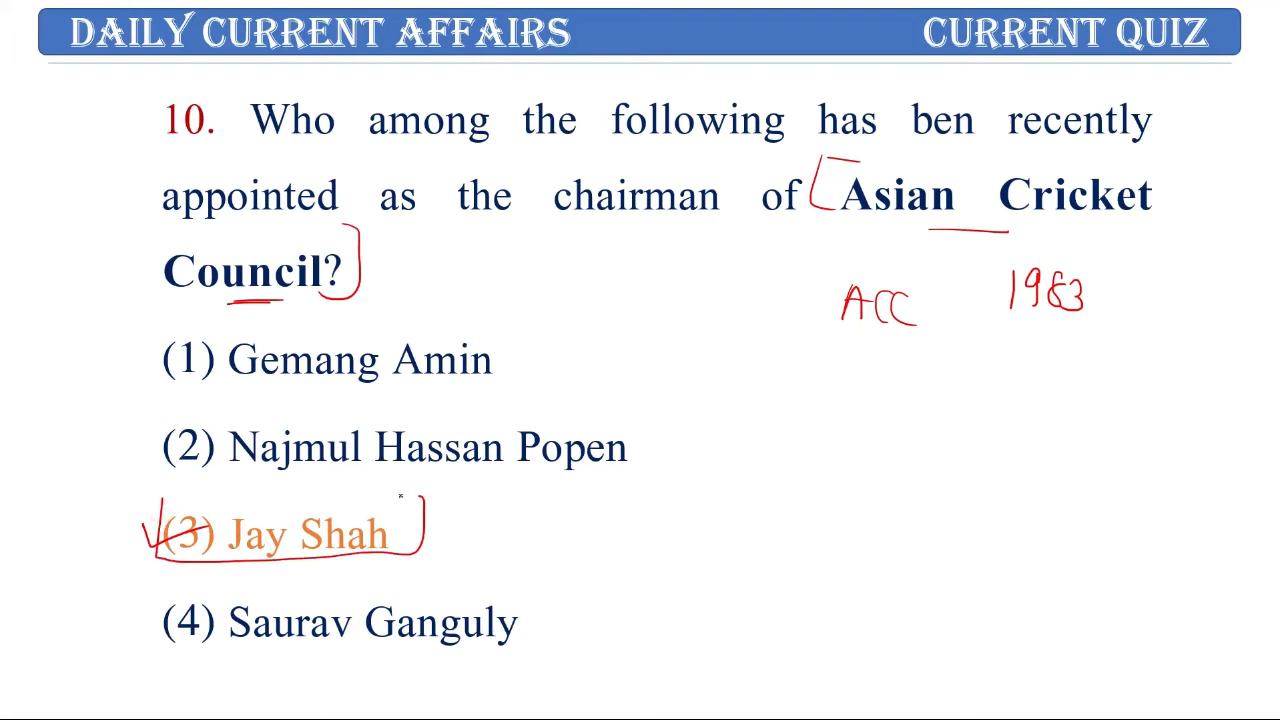 DAILY CURRENT AFFAIRS CURRENT QUIZ
10. Who among the following has ben recently
appointed as the chairman of Asian Cricket
Council?
ACC 1983
(1) Gemang Amin
(2) Najmul Hassan Popen
(3) Jay Shah
(4) Saurav Ganguly